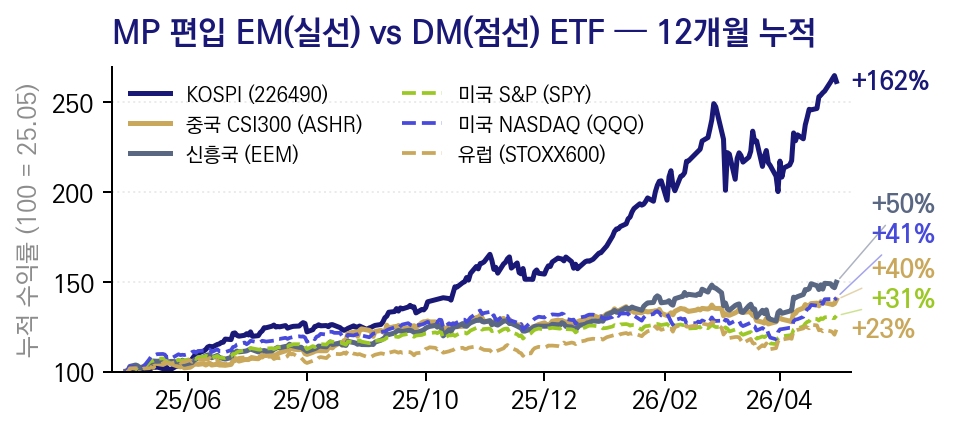 MP 편입 EM(실선) vs DM(점선) ETF — 12개월 누적
누적 수익률 (100 = 25.05)
250
200
150
100
KOSPI (226490)
중국 CSI300 (ASHR)
신흥국 (EEM)
미국 S&P (SPY)
미국 NASDAQ (QQQ)
유럽 (STOXX600)
+162%
+50%
+41%
+40%
+31%
+23%
25/06 25/08 25/10 25/12 26/02 26/04